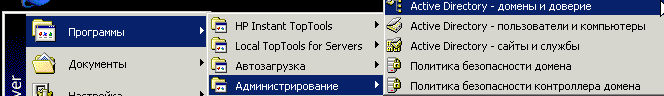 Программы
Документы
Настройка
rver
HP Instant TopTools
Local TopTools for Servers
Автозагрузка
Администрирование
Active Directory - домены и доверие
Active Directory - пользователи и компьютеры
Active Directory - сайты и службы
Политика безопасности домена
Политика безопасности контроллера домена